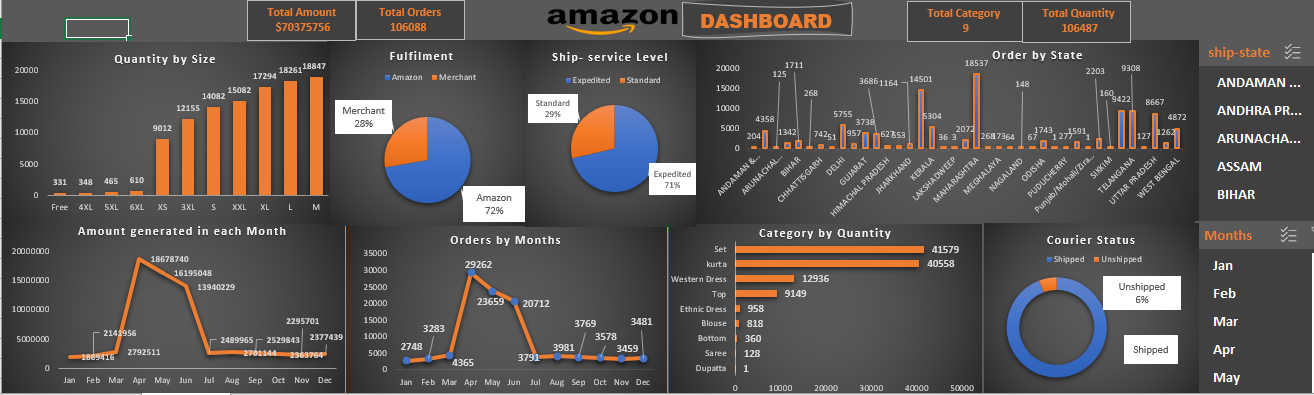 Total Amount
$70375756
Total Orders
106088
amazon
DASHBOARD
Total Category
9
Total Quantity
106487
Quantity by Size
20000
15000
10000
5000
0
331
348
465
610
9012
12155
14082
15082
17294
18261
18847
Free 4XL 5XL 6XL XS 3XL S XXL XL L M
Fulfilment
Amazon Merchant
Merchant
28%
Amazon
72%
Ship- service Level
Expedited Standard
Standard
29%
Expedited
71%
Order by State
20000
15000
10000
5000
0
204
4358
125
1342
1711
268
742
51
5755
957
3738
3686
627
553
1164
14501
5304
36
3
2072
18537
268
173
64
148
67
1743
1
277
1591
1
2203
160
9422
9308
127
8667
1262
4872
ANDAMAN &...
ARUNACHAL...
BIHAR
CHHATTISGARH
DELHI
GUJARAT
HIMACHAL PRADESH
JHARKHAND
KERALA
LAKSHADWEEP
MAHARASHTRA
MEGHALAYA
NAGALAND
ODISHA
PUDUCHERRY
Punjab/Mohali/Zira...
SIKKIM
TELANGANA
UTTAR PRADESH
WEST BENGAL
ship-state
ANDAMAN ...
ANDHRA PR...
ARUNACHA...
ASSAM
BIHAR
Amount generated in each Month
20000000
15000000
10000000
5000000
0
1869416
2141956
2792511
18678740
16195048
13940229
2489965
2701144
2529843
2295701
2363764
2377439
Jan Feb Mar Apr May Jun Jul Aug Sep Oct Nov Dec
Orders by Months
35000
30000
25000
20000
15000
10000
5000
0
2748
3283
4365
29262
23659
20712
3791
3981
3769
3578
3459
3481
Jan Feb Mar Apr May Jun Jul Aug Sep Oct Nov Dec
Category by Quantity
Set 41579
kurta 40558
Western Dress 12936
Top 9149
Ethnic Dress 958
Blouse 818
Bottom 360
Saree 128
Dupatta 1
0 10000 20000 30000 40000 50000
Courier Status
Shipped Unshipped
Unshipped
6%
Shipped
Months
Jan
Feb
Mar
Apr
May